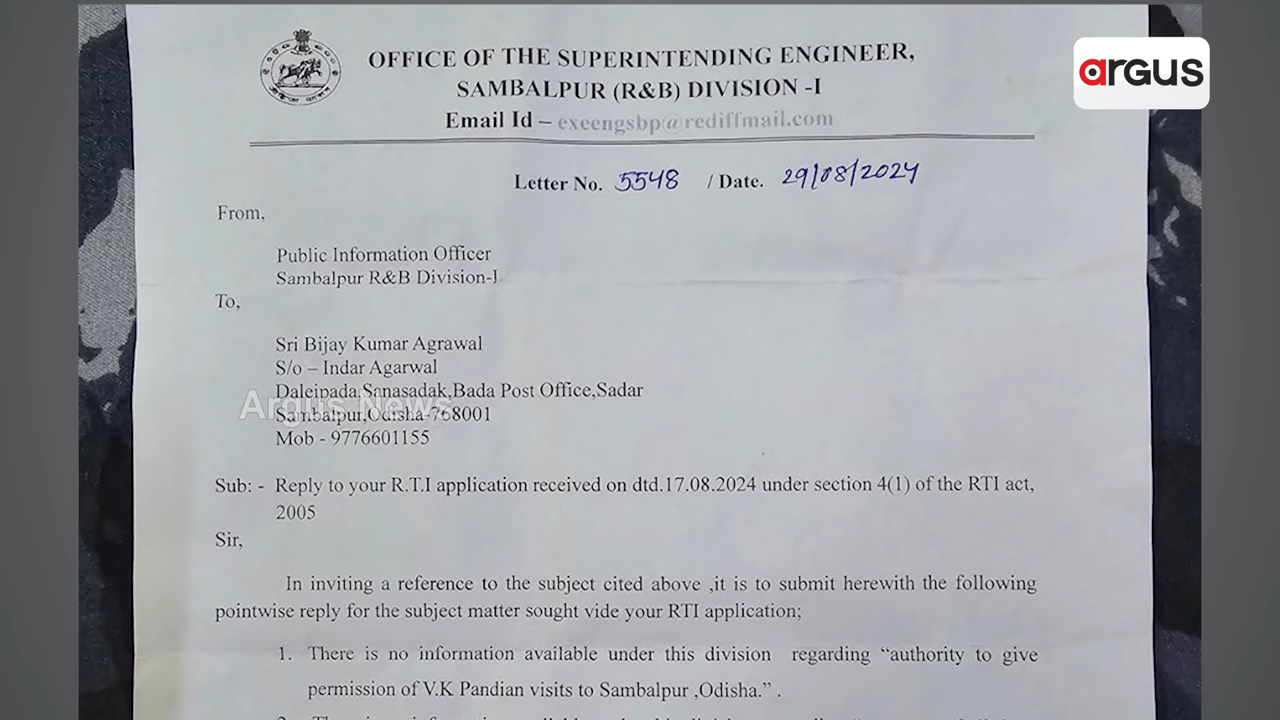 OFFICE OF THE SUPERINTENDING ENGINEER,
SAMBALPUR (R&B) DIVISION -I
Email Id – exeengsbp@rediffmail.com
argus
Letter No. 5548 / Date. 29/08/2024
From,
Public Information Officer
Sambalpur R&B Division-I
To,
Sri Bijay Kumar Agrawal
S/o – Indar Agarwal
Daleipada,Sonasadak,Bada Post Office,Sadar
Argus News
Sambalpur,Odisha-768001
Mob - 9776601155
Sub: - Reply to your R.T.I application received on dtd.17.08.2024 under section 4(1) of the RTI act,
2005
Sir,
In inviting a reference to the subject cited above ,it is to submit herewith the following
pointwise reply for the subject matter sought vide your RTI application;
1. There is no information available under this division regarding “authority to give
permission of V.K Pandian visits to Sambalpur ,Odisha.” .